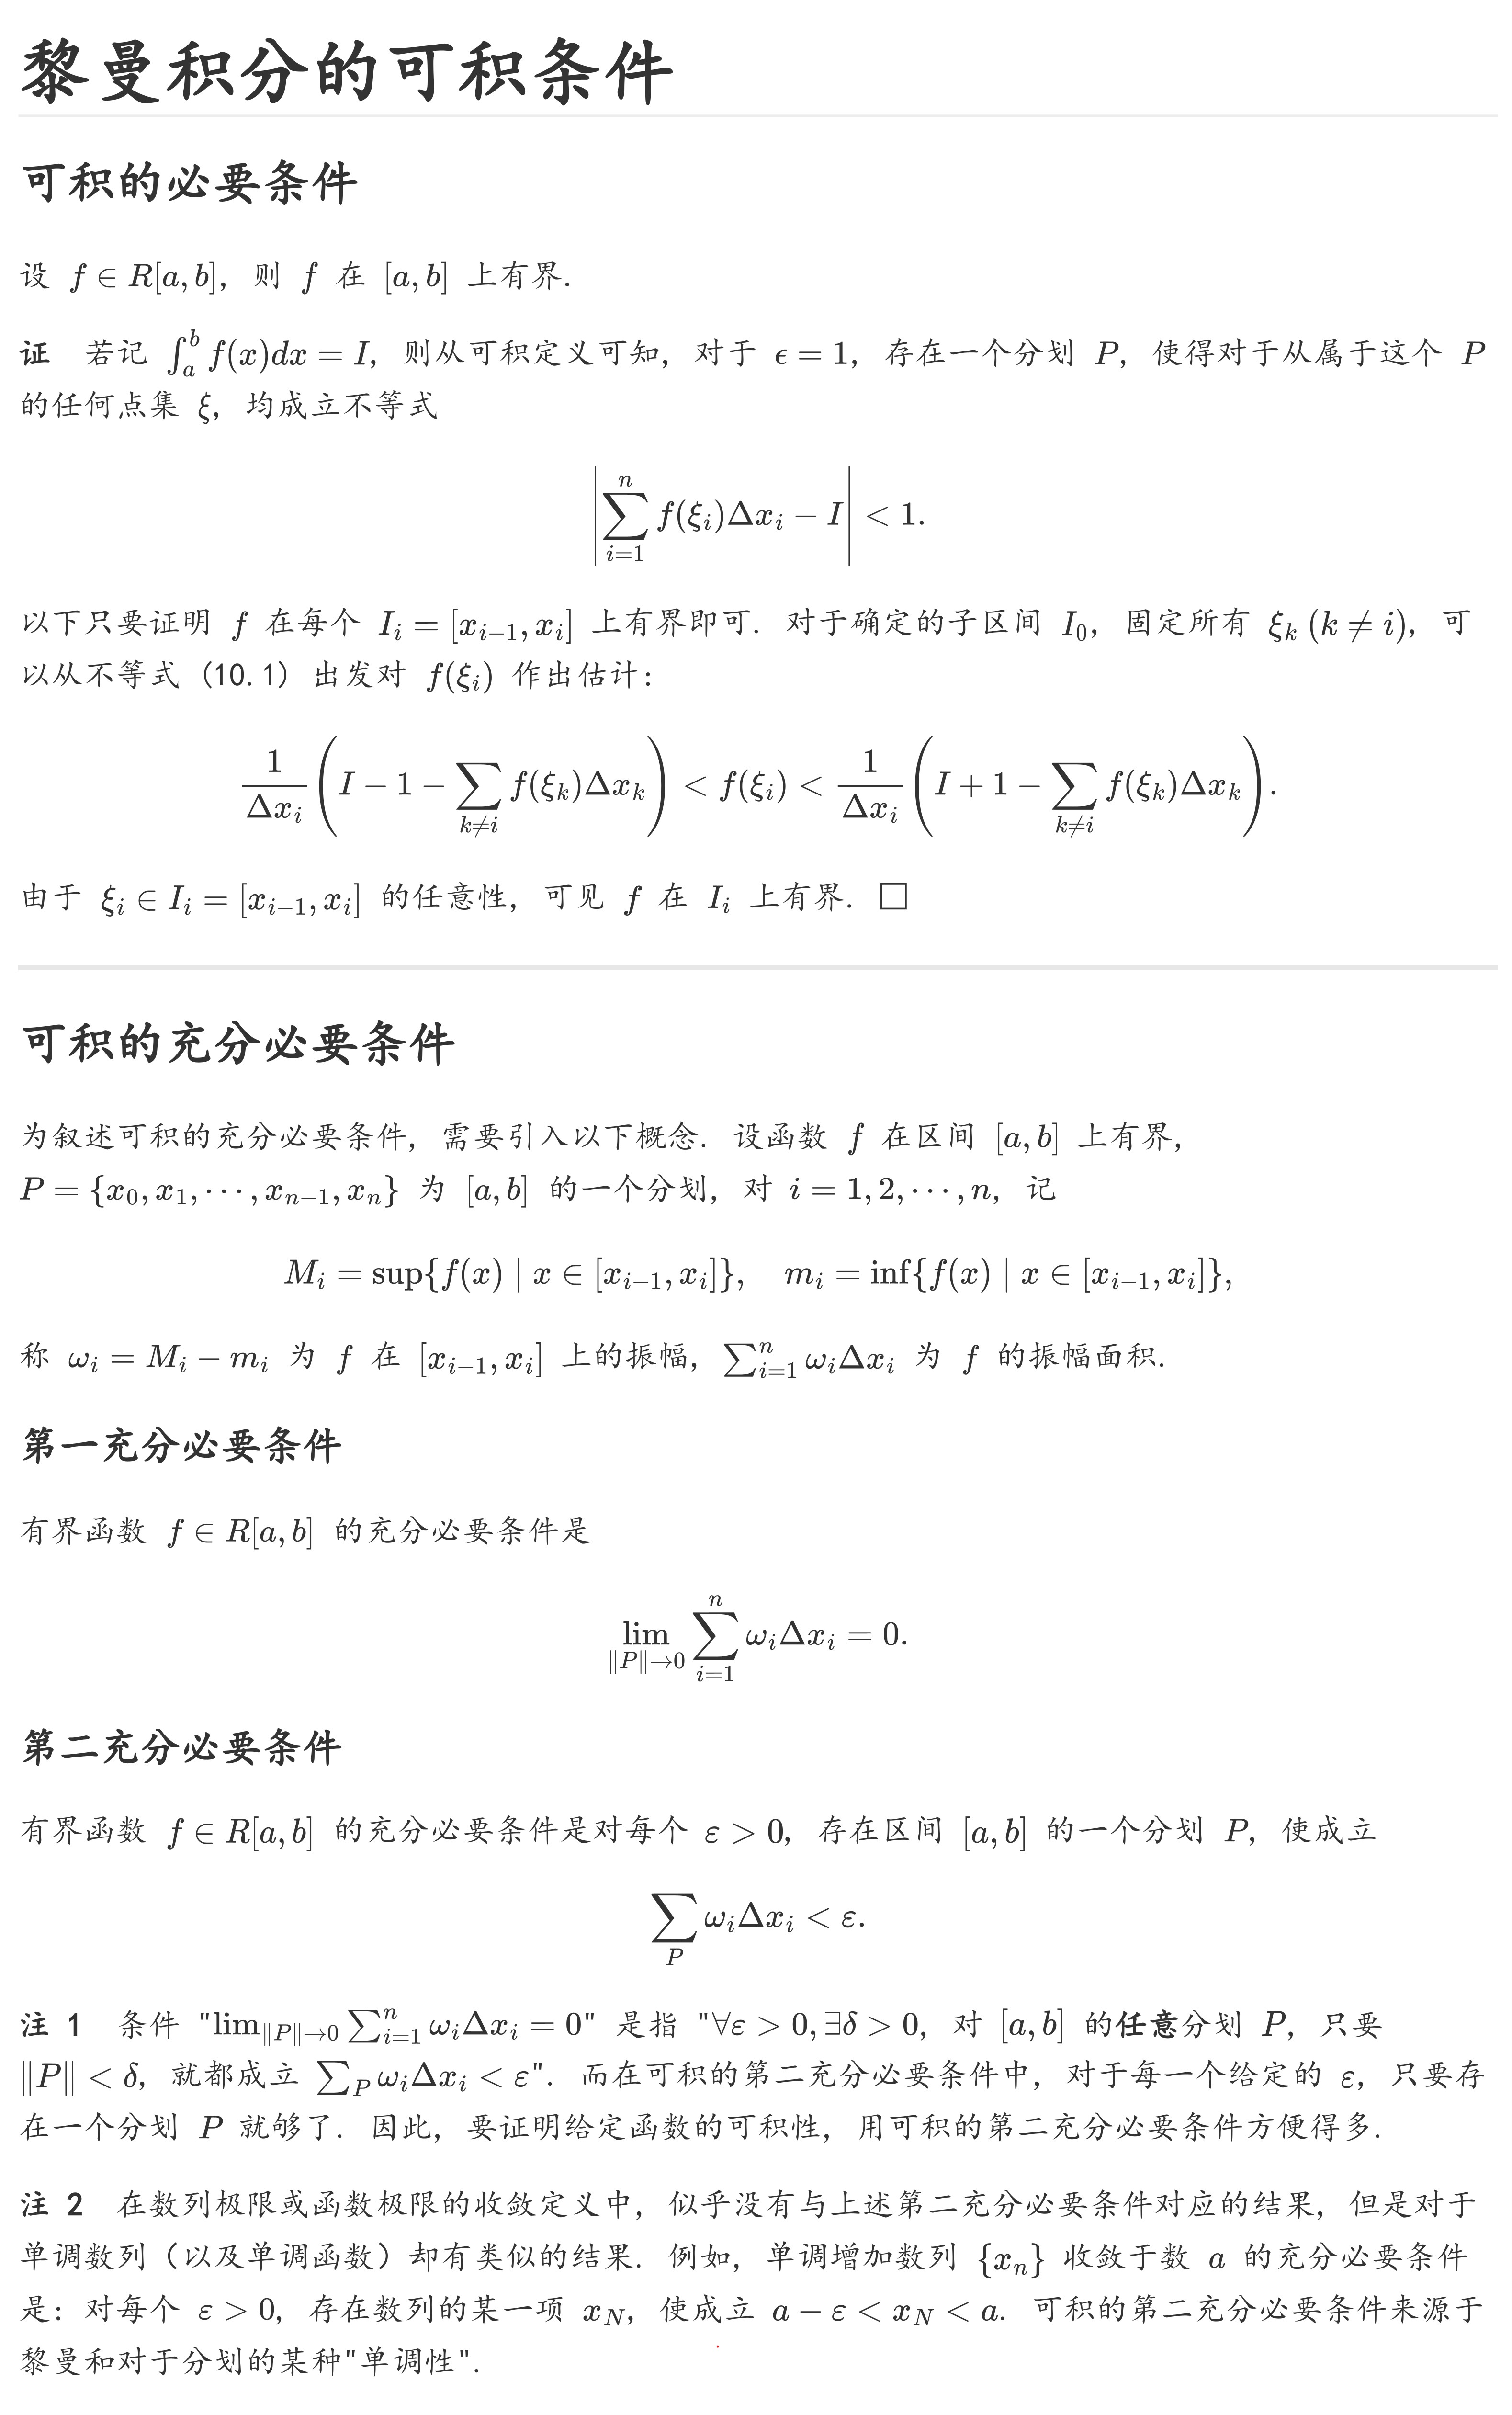 黎曼积分的可积条件
可积的必要条件
设 $f \in R[a, b]$，则 $f$ 在 $[a, b]$ 上有界.
证 若记 $\int_a^b f(x)dx = I$，则从可积定义可知，对于 $\epsilon = 1$，存在一个分划 $P$，使得对于从属于这个 $P$
的任何点集 $\xi$，均成立不等式
$$\left| \sum_{i=1}^n f(\xi_i)\Delta x_i - I \right| < 1.$$
以下只要证明 $f$ 在每个 $I_i = [x_{i-1}, x_i]$ 上有界即可. 对于确定的子区间 $I_0$，固定所有 $\xi_k\ (k \neq i)$，可
以从不等式 (10.1) 出发对 $f(\xi_i)$ 作出估计：
$$\frac{1}{\Delta x_i}\left( I - 1 - \sum_{k \neq i} f(\xi_k)\Delta x_k \right) < f(\xi_i) < \frac{1}{\Delta x_i}\left( I + 1 - \sum_{k \neq i} f(\xi_k)\Delta x_k \right).$$
由于 $\xi_i \in I_i = [x_{i-1}, x_i]$ 的任意性，可见 $f$ 在 $I_i$ 上有界. □
可积的充分必要条件
为叙述可积的充分必要条件，需要引入以下概念. 设函数 $f$ 在区间 $[a, b]$ 上有界，
$P = \{x_0, x_1, \cdots, x_{n-1}, x_n\}$ 为 $[a, b]$ 的一个分划，对 $i = 1, 2, \cdots, n$，记
$$M_i = \sup\{f(x) \mid x \in [x_{i-1}, x_i]\}, \quad m_i = \inf\{f(x) \mid x \in [x_{i-1}, x_i]\},$$
称 $\omega_i = M_i - m_i$ 为 $f$ 在 $[x_{i-1}, x_i]$ 上的振幅，$\sum_{i=1}^n \omega_i \Delta x_i$ 为 $f$ 的振幅面积.
第一充分必要条件
有界函数 $f \in R[a, b]$ 的充分必要条件是
$$\lim_{\|P\| \to 0} \sum_{i=1}^n \omega_i \Delta x_i = 0.$$
第二充分必要条件
有界函数 $f \in R[a, b]$ 的充分必要条件是对每个 $\varepsilon > 0$，存在区间 $[a, b]$ 的一个分划 $P$，使成立
$$\sum_P \omega_i \Delta x_i < \varepsilon.$$
注 1 条件 "$\lim_{\|P\| \to 0} \sum_{i=1}^n \omega_i \Delta x_i = 0$" 是指 "$\forall \varepsilon > 0, \exists \delta > 0$，对 $[a, b]$ 的任意分划 $P$，只要
$\|P\| < \delta$，就都成立 $\sum_P \omega_i \Delta x_i < \varepsilon$". 而在可积的第二充分必要条件中，对于每一个给定的 $\varepsilon$，只要存
在一个分划 $P$ 就够了. 因此，要证明给定函数的可积性，用可积的第二充分必要条件方便得多.
注 2 在数列极限或函数极限的收敛定义中，似乎没有与上述第二充分必要条件对应的结果，但是对于
单调数列（以及单调函数）却有类似的结果. 例如，单调增加数列 $\{x_n\}$ 收敛于数 $a$ 的充分必要条件
是：对每个 $\varepsilon > 0$，存在数列的某一项 $x_N$，使成立 $a - \varepsilon < x_N < a$. 可积的第二充分必要条件来源于
黎曼和对于分划的某种"单调性".